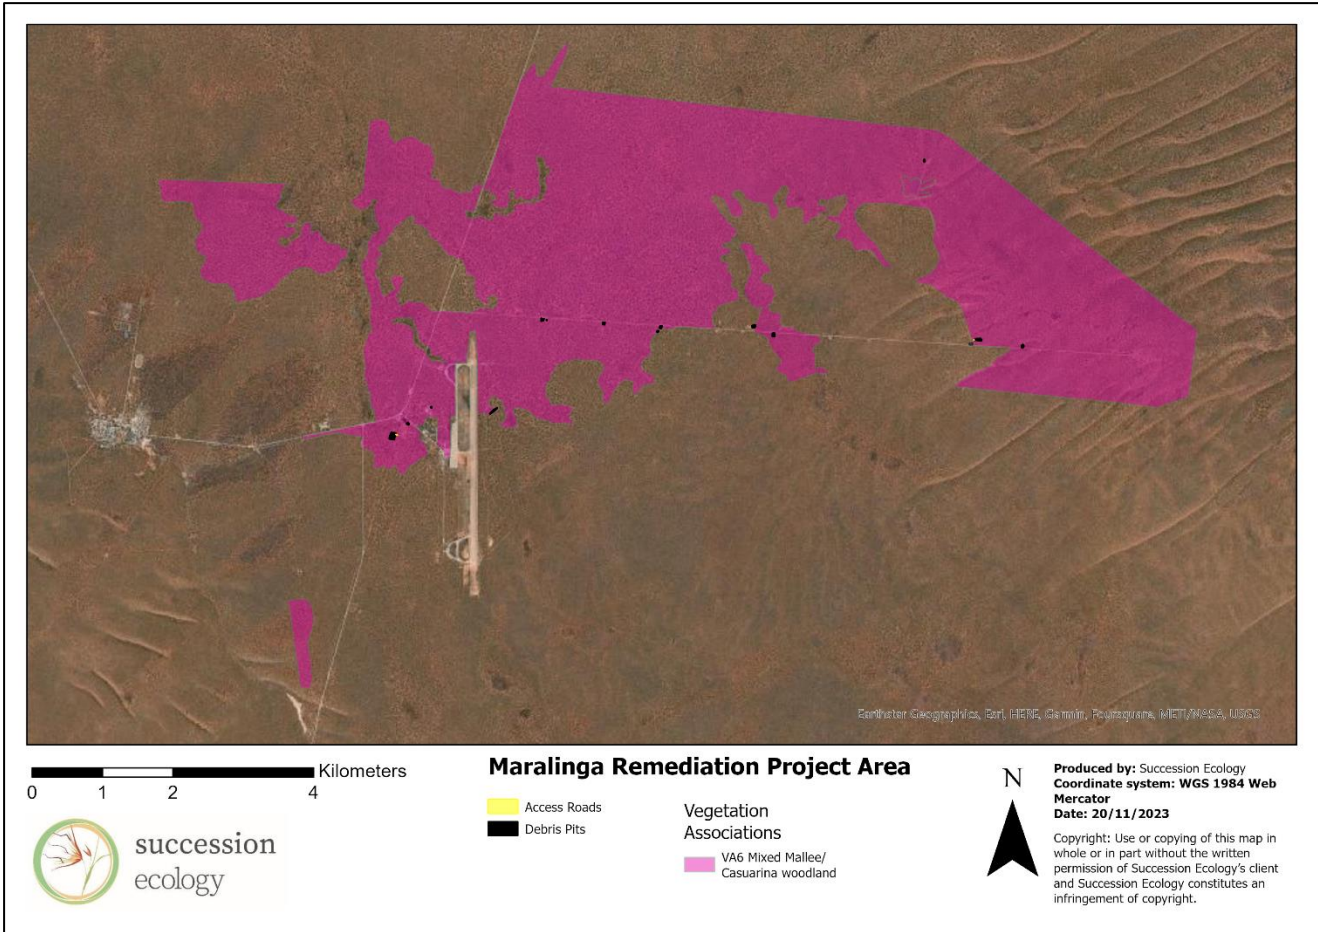 Earthstar Geographics, Esri, HERE, Garmin, Foursquare, METI/NASA, USGS
Kilometers
0 1 2 4
succession
ecology
Maralinga Remediation Project Area
Access Roads
Debris Pits
Vegetation
Associations
VA6 Mixed Mallee/
Casuarina woodland
N
Produced by: Succession Ecology
Coordinate system: WGS 1984 Web
Mercator
Date: 20/11/2023
Copyright: Use or copying of this map in
whole or in part without the written
permission of Succession Ecology's client
and Succession Ecology constitutes an
infringement of copyright.